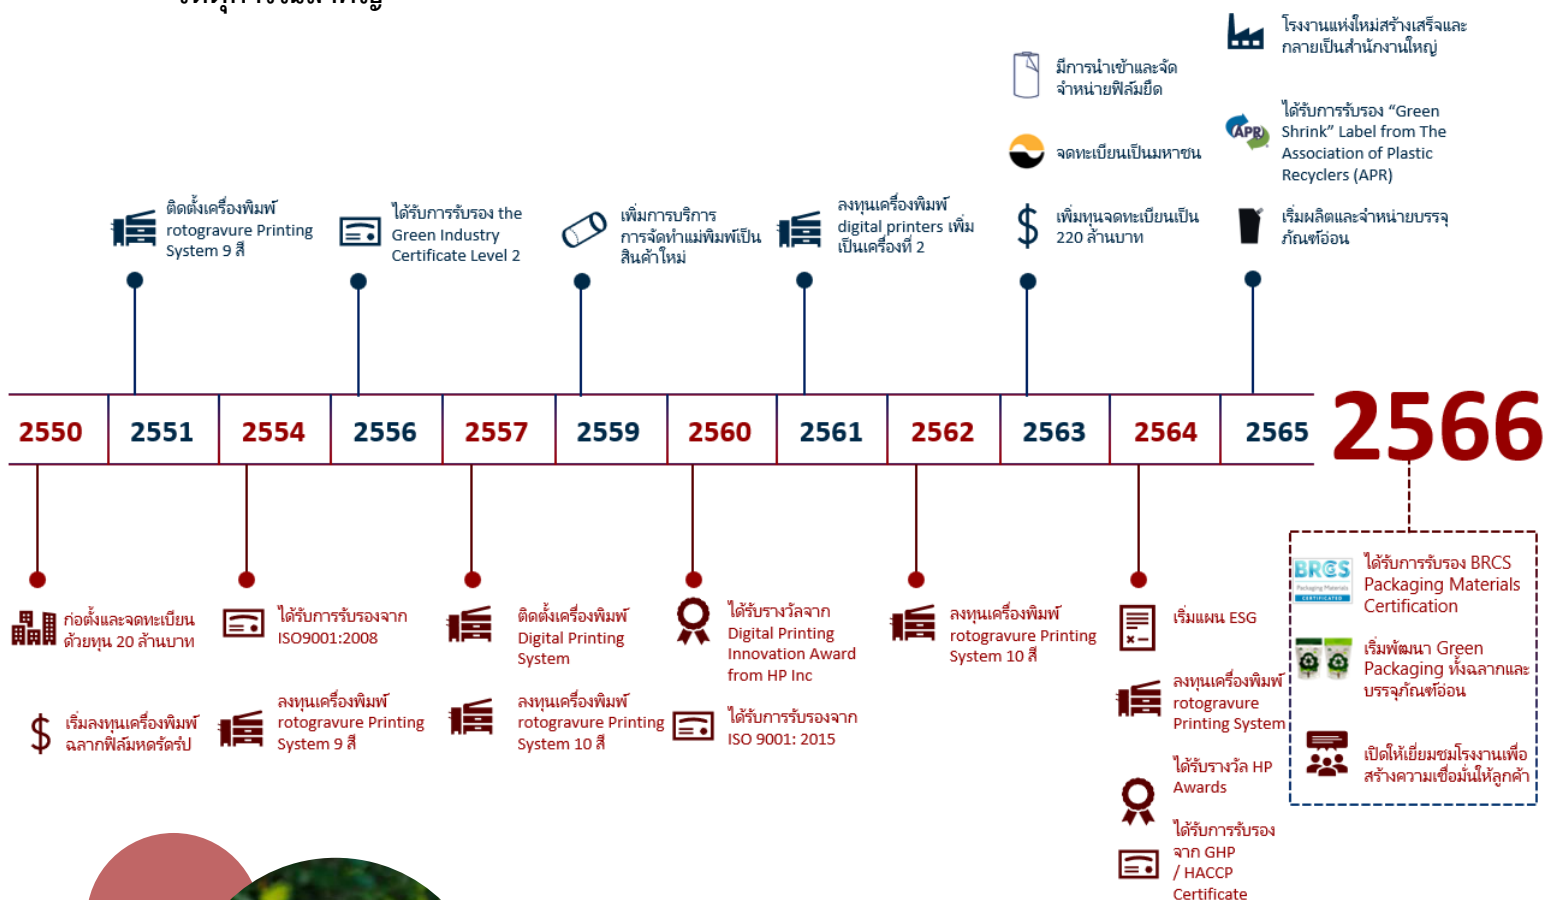 โรงงานแห่งใหม่สร้างเสร็จและ
กลายเป็นสำนักงานใหญ่
มีการนำเข้าและจัด
จำหน่ายฟิล์มยืด
ได้รับการรับรอง “Green
Shrink” Label from The
Association of Plastic
Recyclers (APR)
APR
จดทะเบียนเป็นมหาชน
ติดตั้งเครื่องพิมพ์
rotogravure Printing
System 9 สี
ได้รับการรับรอง the
Green Industry
Certificate Level 2
เพิ่มการบริการ
การจัดทำแม่พิมพ์เป็น
สินค้าใหม่
ลงทุนเครื่องพิมพ์
digital printers เพิ่ม
เป็นเครื่องที่ 2
เพิ่มทุนจดทะเบียนเป็น
220 ล้านบาท
เริ่มผลิตและจำหน่ายบรรจุ
ภัณฑ์อ่อน
2550 2551 2554 2556 2557 2559 2560 2561 2562 2563 2564 2565 2566
ก่อตั้งและจดทะเบียน
ด้วยทุน 20 ล้านบาท
เริ่มลงทุนเครื่องพิมพ์
ฉลากฟิล์มหดรัดรูป
ได้รับการรับรองจาก
ISO9001:2008
ลงทุนเครื่องพิมพ์
rotogravure Printing
System 9 สี
ติดตั้งเครื่องพิมพ์
Digital Printing
System
ลงทุนเครื่องพิมพ์
rotogravure Printing
System 10 สี
ได้รับรางวัลจาก
Digital Printing
Innovation Award
from HP Inc
ได้รับการรับรองจาก
ISO 9001: 2015
ลงทุนเครื่องพิมพ์
rotogravure Printing
System 10 สี
เริ่มแผน ESG
ลงทุนเครื่องพิมพ์
rotogravure
Printing System
ได้รับรางวัล HP
Awards
ได้รับการรับรอง
จาก GHP
/ HACCP
Certificate
BRCS
Packaging Materials
CERTIFICATED
ได้รับการรับรอง BRCS
Packaging Materials
Certification
เริ่มพัฒนา Green
Packaging ทั้งฉลากและ
บรรจุภัณฑ์อ่อน
เปิดให้เยี่ยมชมโรงงานเพื่อ
สร้างความเชื่อมั่นให้ลูกค้า